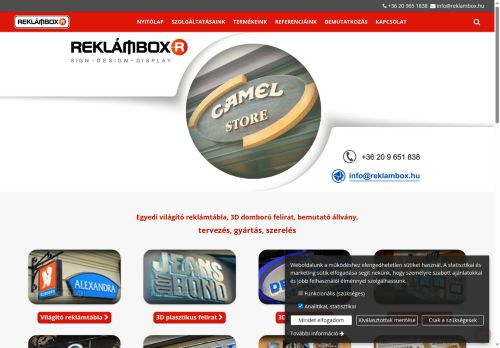 +36 20 965 1838 info@reklambox.hu
REKLÁMBOX R
NYITÓLAP SZOLGÁLTATÁSAINK TERMÉKEINK REFERENCIÁINK BEMUTATKOZÁS KAPCSOLAT
REKLÁMBOX R
SIGN - DESIGN - DISPLAY
CAMEL
STORE
+36 20 9 651 838
info@reklambox.hu
Egyedi világító reklámtábla, 3D domború felirat, bemutató állvány,
tervezés, gyártás, szerelés
ALEXANDRA
JEANS
BOND
DE
Világító reklámtábla
3D plasztikus felirat
3D
Weboldalunk a működéshez elengedhetetlen sütiket használ. A statisztikai és
marketing sütik elfogadása segít nekünk, hogy személyre szabott ajánlatokkal
és jobb felhasználói élménnyel szolgálhassunk.
Funkcionális (szükséges)
Analitikai, statisztikai
Mindet elfogadom
Kiválasztottak mentése
Csak a szükségesek
További információ